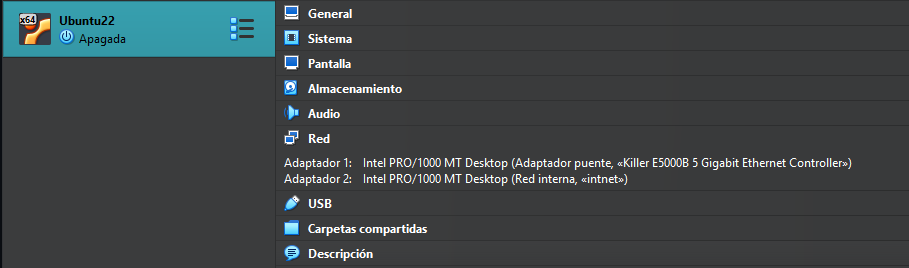 x64
Ubuntu22
Apagada
General
Sistema
Pantalla
Almacenamiento
Audio
Red
Adaptador 1: Intel PRO/1000 MT Desktop (Adaptador puente, «Killer E5000B 5 Gigabit Ethernet Controller»)
Adaptador 2: Intel PRO/1000 MT Desktop (Red interna, «intnet»)
USB
Carpetas compartidas
Descripción